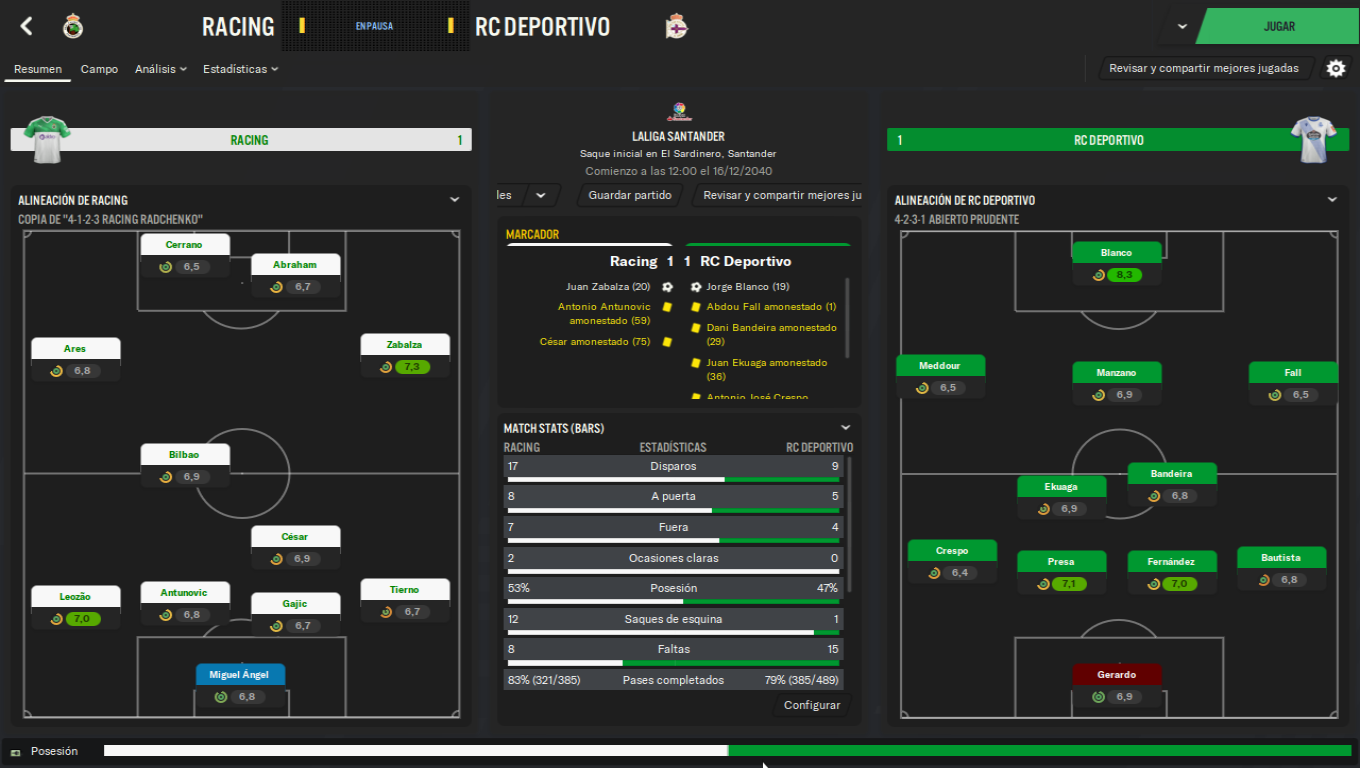 RACING
EN PAUSA
RC DEPORTIVO
JUGAR
Resumen
Campo
Análisis
Estadísticas
Revisar y compartir mejores jugadas
RACING 1
ALINEACIÓN DE RACING
COPIA DE "4-1-2-3 RACING RADCHENKO"
Cerrano
6,5
Abraham
6,7
Ares
6,8
Zabalza
7,3
Bilbao
6,9
César
6,9
Leozão
7,0
Antunovic
6,8
Gajic
6,7
Tierno
6,7
Miguel Ángel
6,8
LALIGA SANTANDER
Saque inicial en El Sardinero, Santander
Comienzo a las 12:00 el 16/12/2040
les
Guardar partido
Revisar y compartir mejores ju
MARCADOR
Racing 1 1 RC Deportivo
Juan Zabalza (20)
Antonio Antunovic
amonestado (59)
César amonestado (75)
Jorge Blanco (19)
Abdou Fall amonestado (1)
Dani Bandeira amonestado
(29)
Juan Ekuaga amonestado
(36)
Antonio José Crespo
MATCH STATS (BARS)
RACING ESTADÍSTICAS RC DEPORTIVO
17 Disparos 9
8 A puerta 5
7 Fuera 4
2 Ocasiones claras 0
53% Posesión 47%
12 Saques de esquina 1
8 Faltas 15
83% (321/385) Pases completados 79% (385/489)
Configurar
1 RC DEPORTIVO
ALINEACIÓN DE RC DEPORTIVO
4-2-3-1 ABIERTO PRUDENTE
Blanco
8,3
Meddour
6,5
Manzano
6,9
Fall
6,5
Ekuaga
6,9
Bandeira
6,8
Crespo
6,4
Presa
7,1
Fernández
7,0
Bautista
6,8
Gerardo
6,9
Posesión